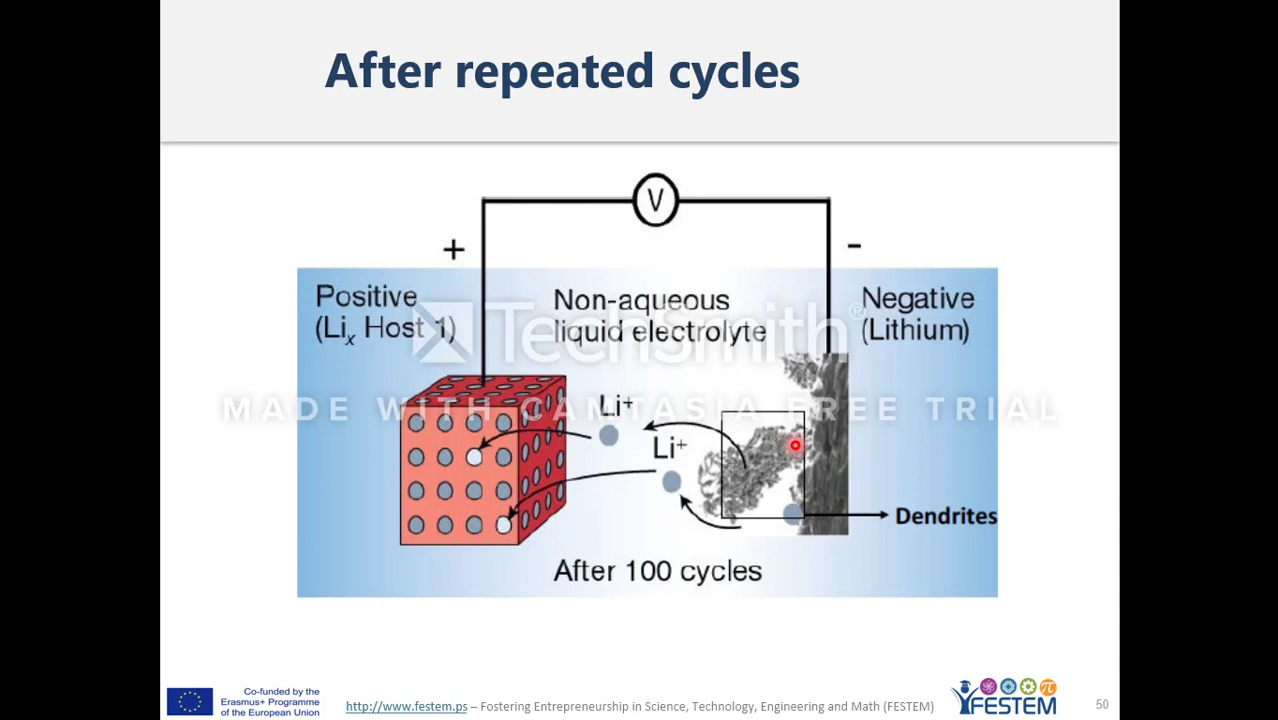 After repeated cycles
V
+
-
Positive
(Liₓ Host 1)
Non-aqueous
liquid electrolyte
Negative
(Lithium)
TechSmith®
MADE WITH CAMTASIA FREE TRIAL
Li⁺
Li⁺
Dendrites
After 100 cycles
Co-funded by the
Erasmus+ Programme
of the European Union
http://www.festem.ps – Fostering Entrepreneurship in Science, Technology, Engineering and Math (FESTEM)
π
FESTEM
50